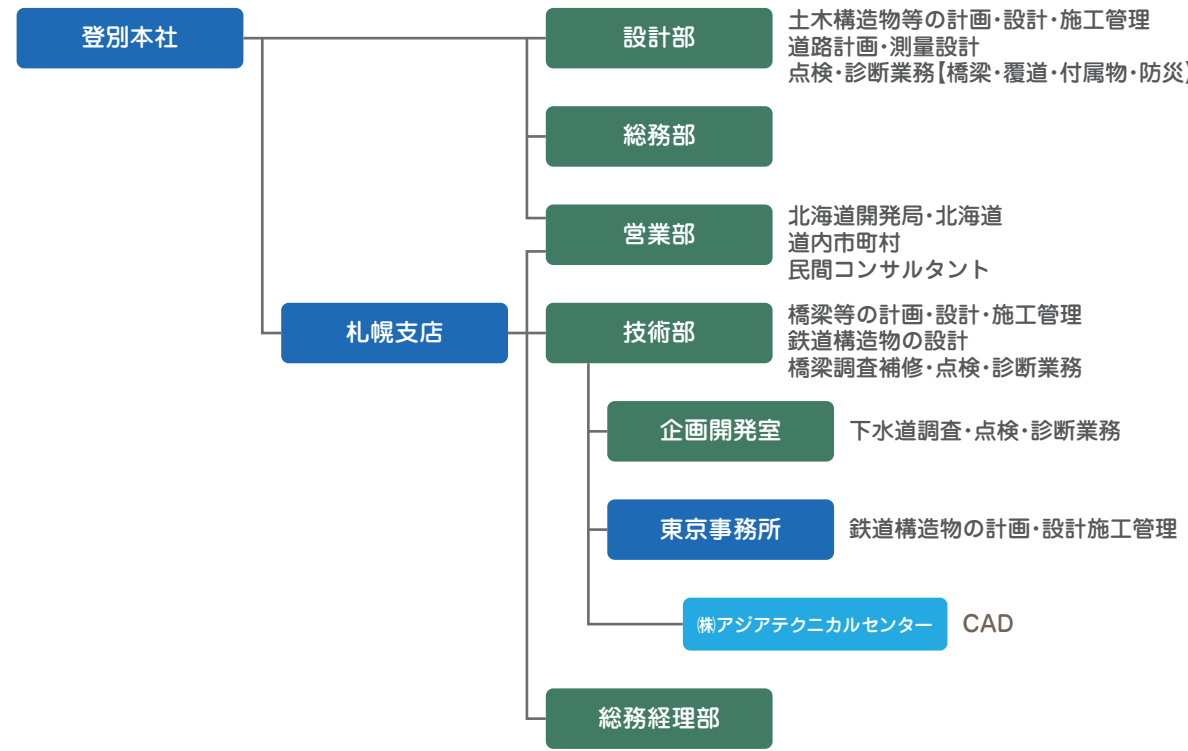 登別本社
設計部
土木構造物等の計画・設計・施工管理
道路計画・測量設計
点検・診断業務【橋梁・覆道・付属物・防災】
総務部
営業部
北海道開発局・北海道
道内市町村
民間コンサルタント
札幌支店
技術部
橋梁等の計画・設計・施工管理
鉄道構造物の設計
橋梁調査補修・点検・診断業務
企画開発室
下水道調査・点検・診断業務
東京事務所
鉄道構造物の計画・設計施工管理
㈱アジアテクニカルセンター
CAD
総務経理部